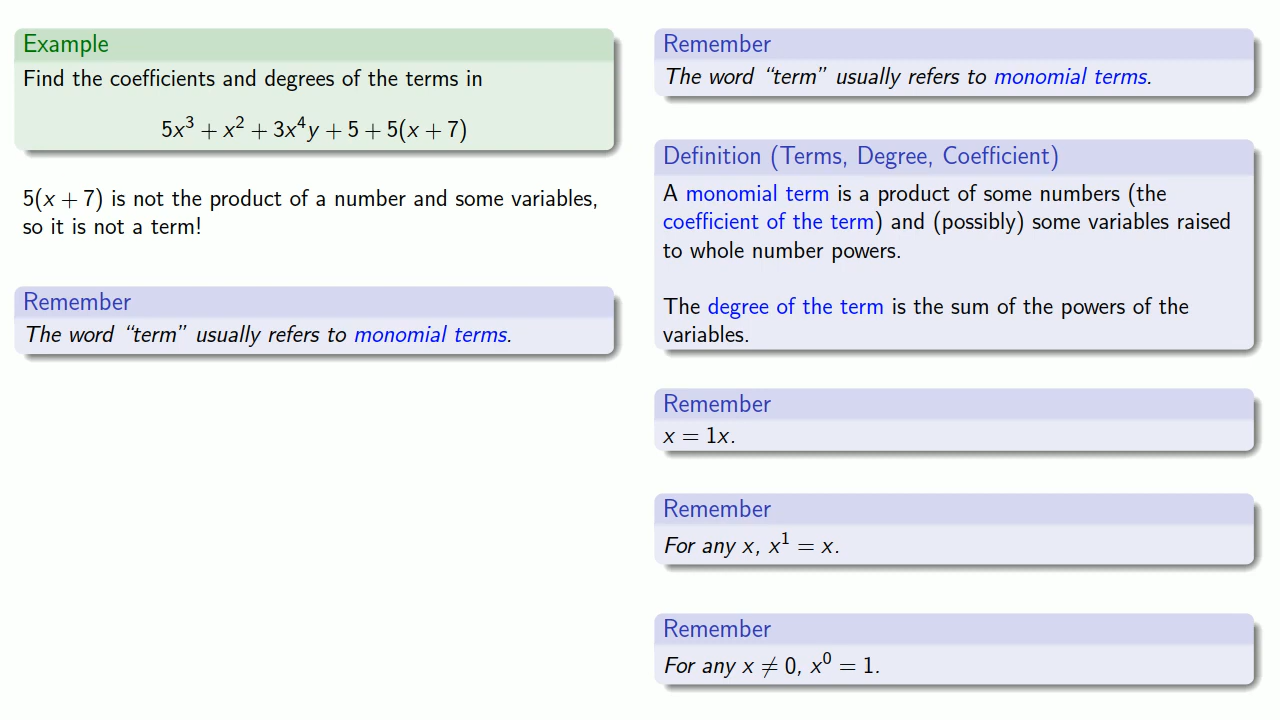 Example
Find the coefficients and degrees of the terms in
5x³ + x² + 3x⁴y + 5 + 5(x + 7)
5(x + 7) is not the product of a number and some variables,
so it is not a term!
Remember
The word “term” usually refers to monomial terms.
Remember
The word “term” usually refers to monomial terms.
Definition (Terms, Degree, Coefficient)
A monomial term is a product of some numbers (the
coefficient of the term) and (possibly) some variables raised
to whole number powers.
The degree of the term is the sum of the powers of the
variables.
Remember
x = 1x.
Remember
For any x, x¹ = x.
Remember
For any x ≠ 0, x⁰ = 1.